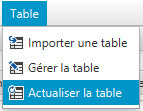 Table
Importer une table
Gérer la table
Actualiser la table